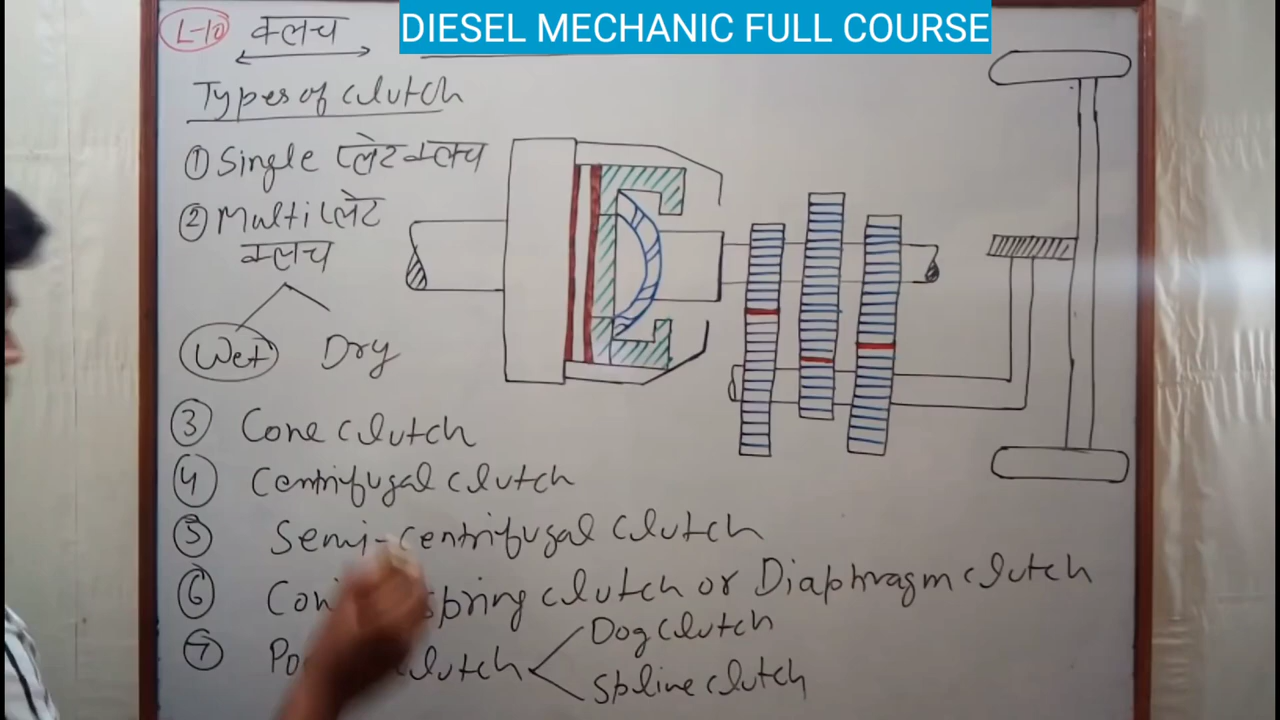 DIESEL MECHANIC FULL COURSE
L-10 क्लच
Types of clutch
① Single प्लेट क्लच
② Multi प्लेट
क्लच
Wet Dry
③ Cone clutch
④ Centrifugal clutch
⑤ Semi-centrifugal clutch
⑥ spring clutch or Diaphragm clutch
⑦ clutch
Dog clutch
Spline clutch